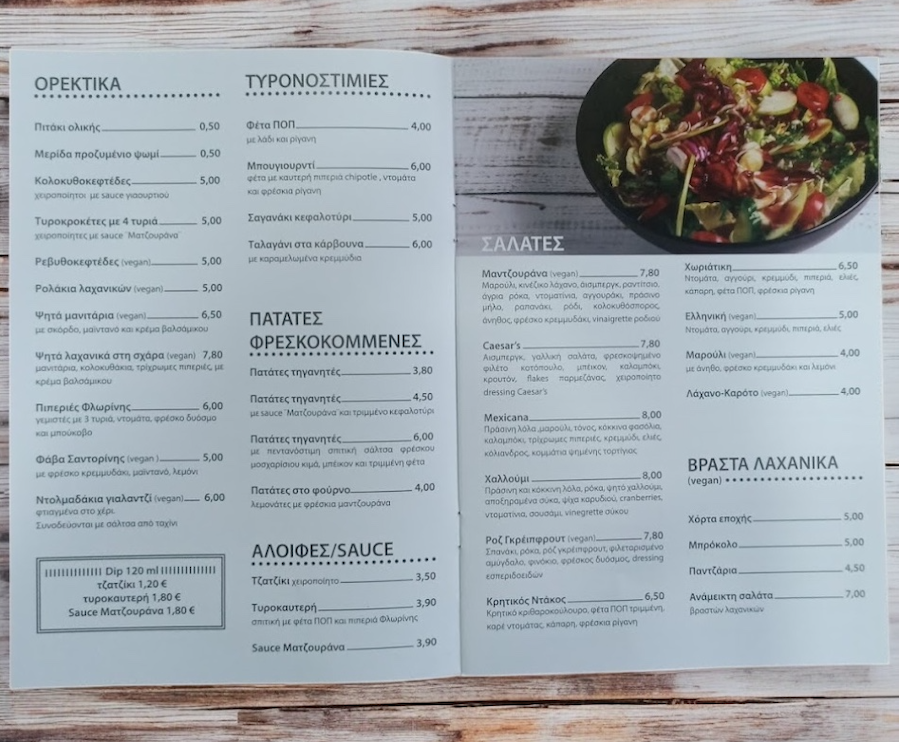 ΟΡΕΚΤΙΚΑ
Πιτάκι ολικής 0,50
Μερίδα προζυμένιο ψωμί 0,50
Κολοκυθοκεφτέδες 5,00
χειροποίητοι με sauce γιαουρτιού
Τυροκροκέτες με 4 τυριά 5,00
χειροποίητες με sauce ¨Ματζουράνα¨
Ρεβυθοκεφτέδες (vegan) 5,00
Ρολάκια λαχανικών (vegan) 5,00
Ψητά μανιτάρια (vegan) 6,50
με σκόρδο, μαϊντανό και κρέμα βαλσάμικου
Ψητά λαχανικά στη σχάρα (vegan) 7,80
μανιτάρια, κολοκυθάκια, τρίχρωμες πιπεριές, με
κρέμα βαλσάμικου
Πιπεριές Φλωρίνης 6,00
γεμιστές με 3 τυριά, ντομάτα, φρέσκο δυόσμο
και μπούκοβο
Φάβα Σαντορίνης (vegan ) 5,00
με φρέσκο κρεμμυδάκι, μαϊντανό, λεμόνι
Ντολμαδάκια γιαλαντζί (vegan) 6,00
φτιαγμένα στο χέρι.
Συνοδεύονται με σάλτσα από ταχίνι
Dip 120 ml
τζατζίκι 1,20 €
τυροκαυτερή 1,80 €
Sauce Ματζουράνα 1,80 €
ΤΥΡΟΝΟΣΤΙΜΙΕΣ
Φέτα ΠΟΠ 4,00
με λάδι και ρίγανη
Μπουγιουρντί 6,00
φέτα με καυτερή πιπεριά chipotle , ντομάτα
και φρέσκια ρίγανη
Σαγανάκι κεφαλοτύρι 5,00
Ταλαγάνι στα κάρβουνα 6,00
με καραμελωμένα κρεμμύδια
ΠΑΤΑΤΕΣ
ΦΡΕΣΚΟΚΟΜΜΕΝΕΣ
Πατάτες τηγανητές 3,80
Πατάτες τηγανητές 4,50
με sauce ¨Ματζουράνα¨και τριμμένο κεφαλοτύρι
Πατάτες τηγανητές 6,00
με πεντανόστιμη σπιτική σάλτσα φρέσκου
μοσχαρίσιου κιμά, μπέικον και τριμμένη φέτα
Πατάτες στο φούρνο 4,00
λεμονάτες με φρέσκια μαντζουράνα
ΑΛΟΙΦΕΣ/SAUCE
Τζατζίκι χειροποίητο 3,50
Τυροκαυτερή 3,90
σπιτική με φέτα ΠΟΠ και πιπεριά Φλωρίνης
Sauce Ματζουράνα 3,90
ΣΑΛΑΤΕΣ
Μαντζουράνα (vegan) 7,80
Μαρούλι, κινέζικο λάχανο, άισμπεργκ, ραντίτσιο,
άγρια ρόκα, ντοματίνια, αγγουράκι, πράσινο
μήλο, ραπανάκι, ρόδι, κολοκυθόσπορος,
άνηθος, φρέσκο κρεμμυδάκι, vinaigrette ροδιού
Caesar's 7,80
Αισμπεργκ, γαλλική σαλάτα, φρεσκοψημένο
φιλέτο κοτόπουλο, μπέικον, καλαμπόκι,
κρουτόν, flakes παρμεζάνας, χειροποίητο
dressing Caesar's
Mexicana 8,00
Πράσινη λόλα ,μαρούλι, τόνος, κόκκινα φασόλια,
καλαμπόκι, τρίχρωμες πιπεριές, κρεμμύδι, ελιές,
κόλιανδρος, κομμάτια ψημένης τορτίγιας
Χαλλούμι 8,00
Πράσινη και κόκκινη λόλα, ρόκα, ψητό χαλλούμι,
αποξηραμένα σύκα, ψίχα καρυδιού, cranberries,
ντοματίνια, σουσάμι, vinegrette σύκου
Ροζ Γκρέιπφρουτ (vegan) 7,80
Σπανάκι, ρόκα, ρόζ γκρέιπφρουτ, φιλεταρισμένο
αμύγδαλο, φινόκιο, φρέσκος δυόσμος, dressing
εσπεριδοειδών
Κρητικός Ντάκος 6,50
Κρητικό κριθαροκούλουρο, φέτα ΠΟΠ τριμμένη,
καρέ ντομάτας, κάπαρη, φρέσκια ρίγανη
Χωριάτικη 6,50
Ντομάτα, αγγούρι, κρεμμύδι, πιπεριά, ελιές,
κάπαρη, φέτα ΠΟΠ, φρέσκια ρίγανη
Ελληνική (vegan) 5,00
Ντομάτα, αγγούρι, κρεμμύδι, πιπεριά, ελιές
Μαρούλι (vegan) 4,00
με άνηθο, φρέσκο κρεμμυδάκι και λεμόνι
Λάχανο-Καρότο (vegan) 4,00
ΒΡΑΣΤΑ ΛΑΧΑΝΙΚΑ
(vegan)
Χόρτα εποχής 5,00
Μπρόκολο 5,00
Παντζάρια 4,50
Ανάμεικτη σαλάτα 7,00
βραστών λαχανικών